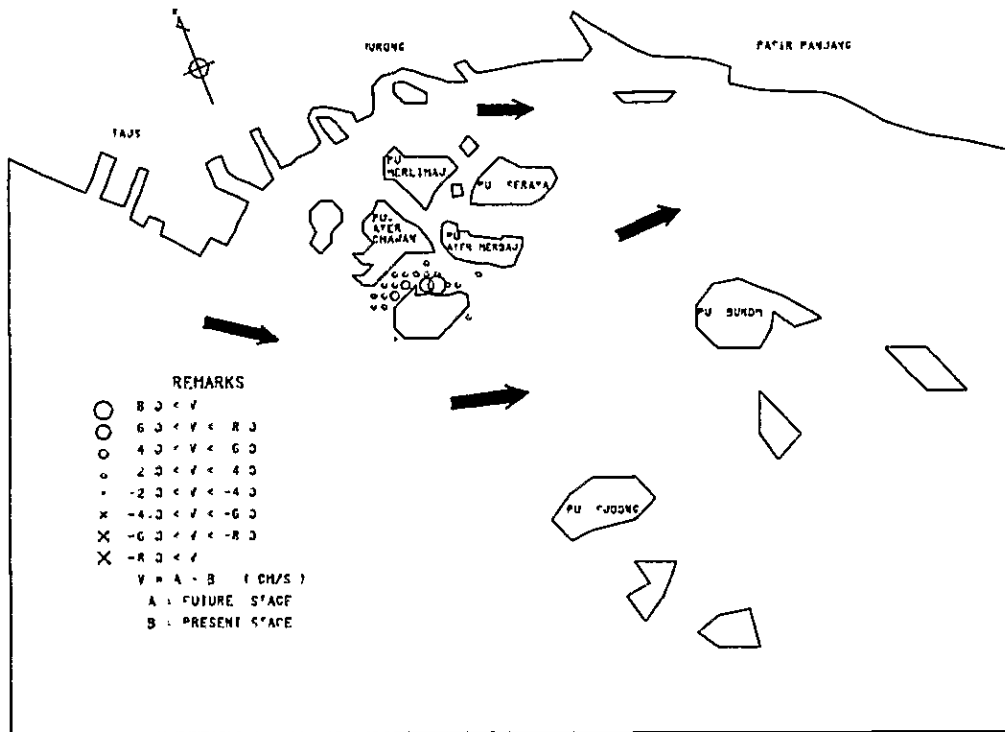 N
JURONG
PASIR PANJANG
TAUS
PU
MERLIMAU
PU SERAYA
PU.
AYER
CHAWAN
PU
AYER MERBAU
PU BUKOM
REMARKS
8 0 < V
6 0 < V < 8 0
4 0 < V < 6 0
2 0 < V < 4 0
-2 0 < V < -4 0
-4.0 < V < -6 0
-6 0 < V < -8 0
-8 0 < V
V = A - B ( CM/S )
A : FUTURE STAGE
B : PRESENT STAGE
PU